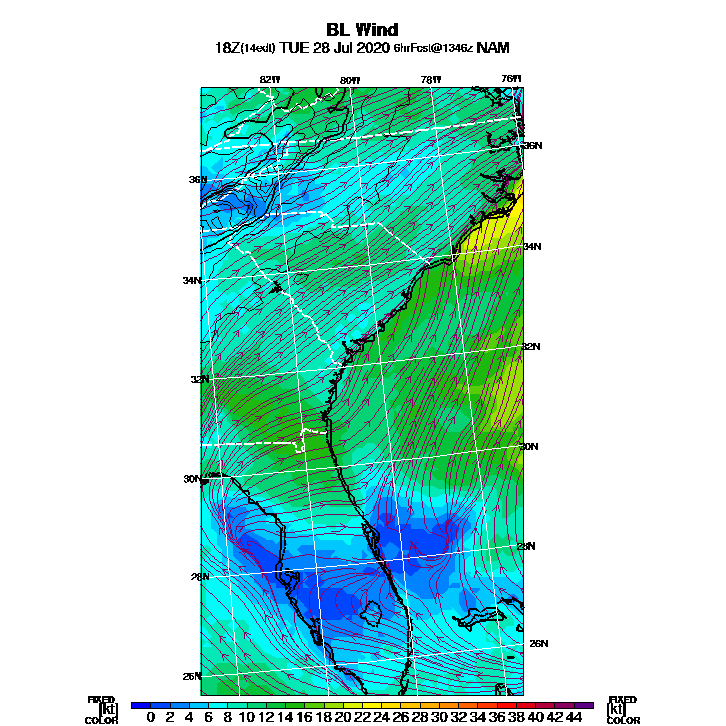 BL Wind
18Z(14edt) TUE 28 Jul 2020 6hrFcst@1346z NAM
82W 80W 78W 76W
36N
36N
34N
34N
32N
32N
30N
30N
28N
28N
26N
26N
FIXED FIXED
[kt] 0 2 4 6 8 10 12 14 16 18 20 22 24 26 28 30 32 34 36 38 40 42 44 [kt]
COLOR COLOR